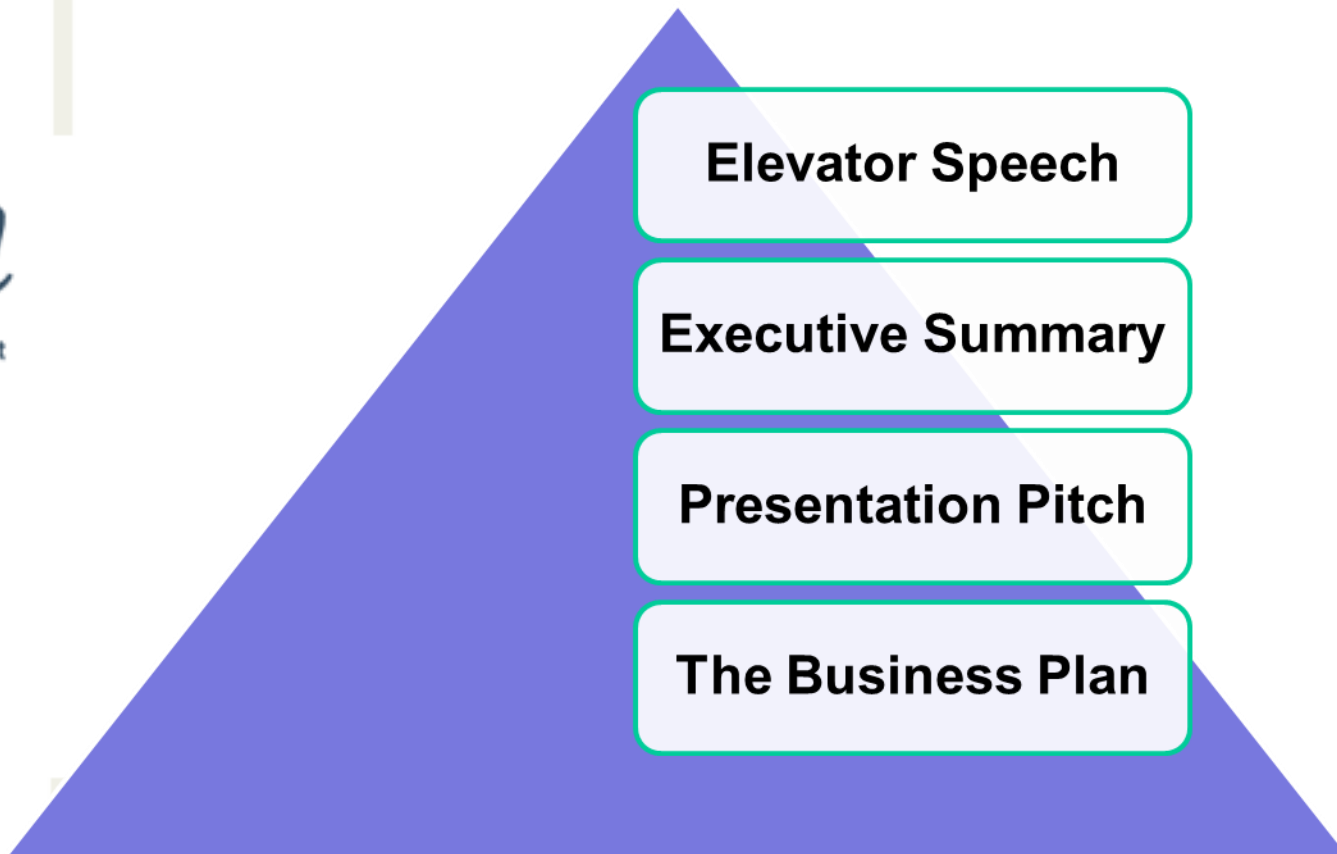 Elevator Speech
Executive Summary
Presentation Pitch
The Business Plan